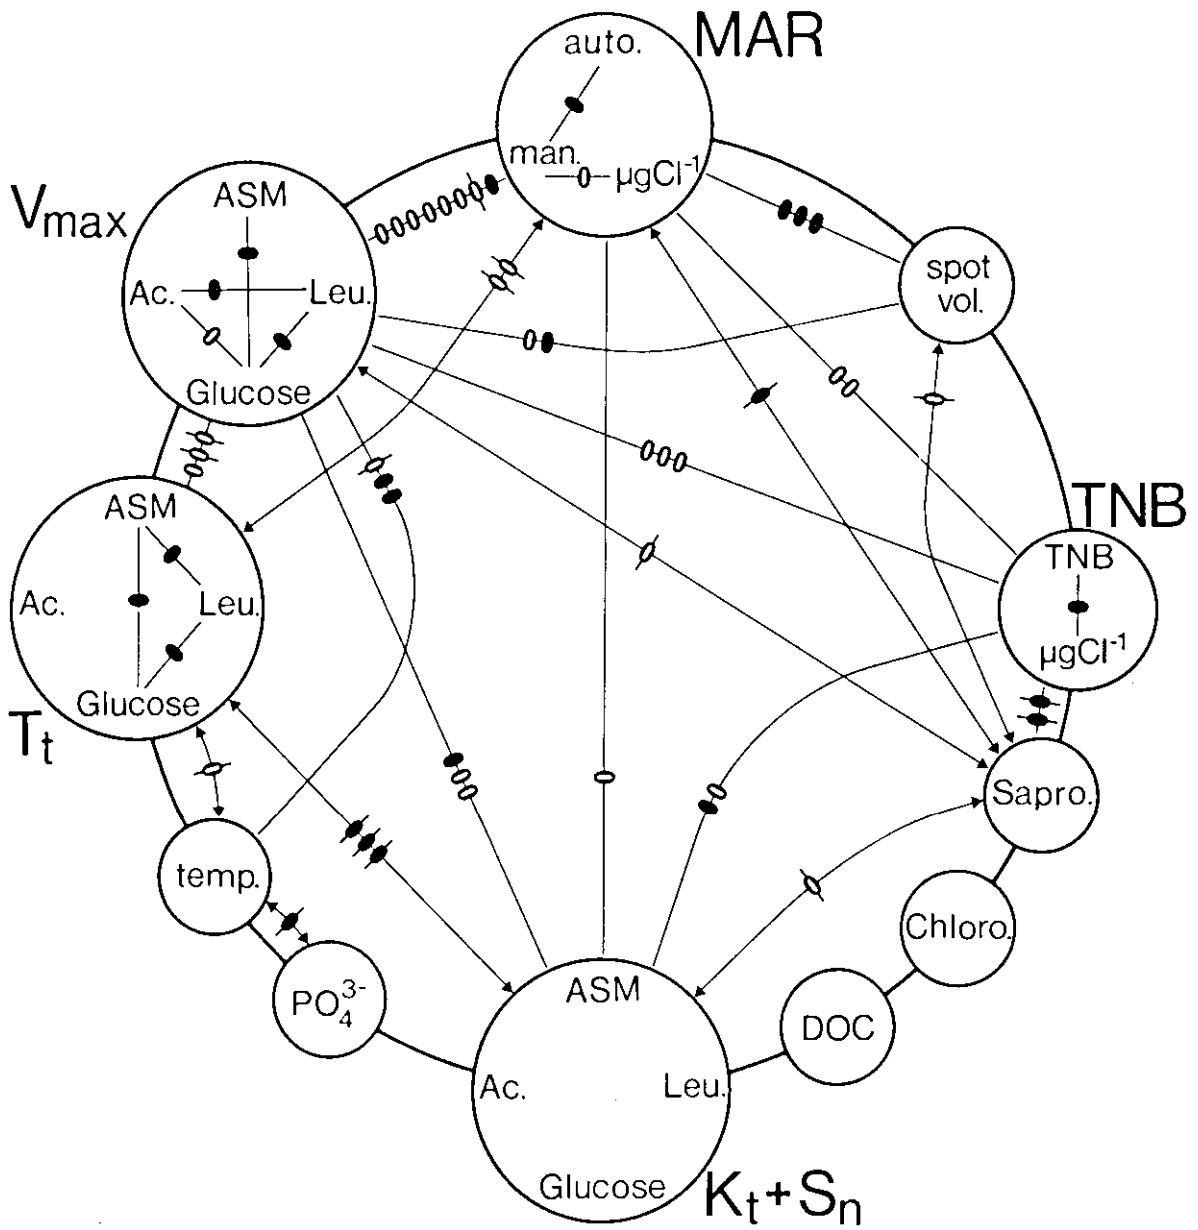 MAR
auto.
man.
µgCl⁻¹
Vmax
ASM
Ac.
Leu.
Glucose
spot
vol.
TNB
TNB
µgCl⁻¹
ASM
Ac.
Leu.
Glucose
Tt
Sapro.
temp.
Chloro.
PO₄³⁻
DOC
ASM
Ac.
Leu.
Glucose
Kt+Sn